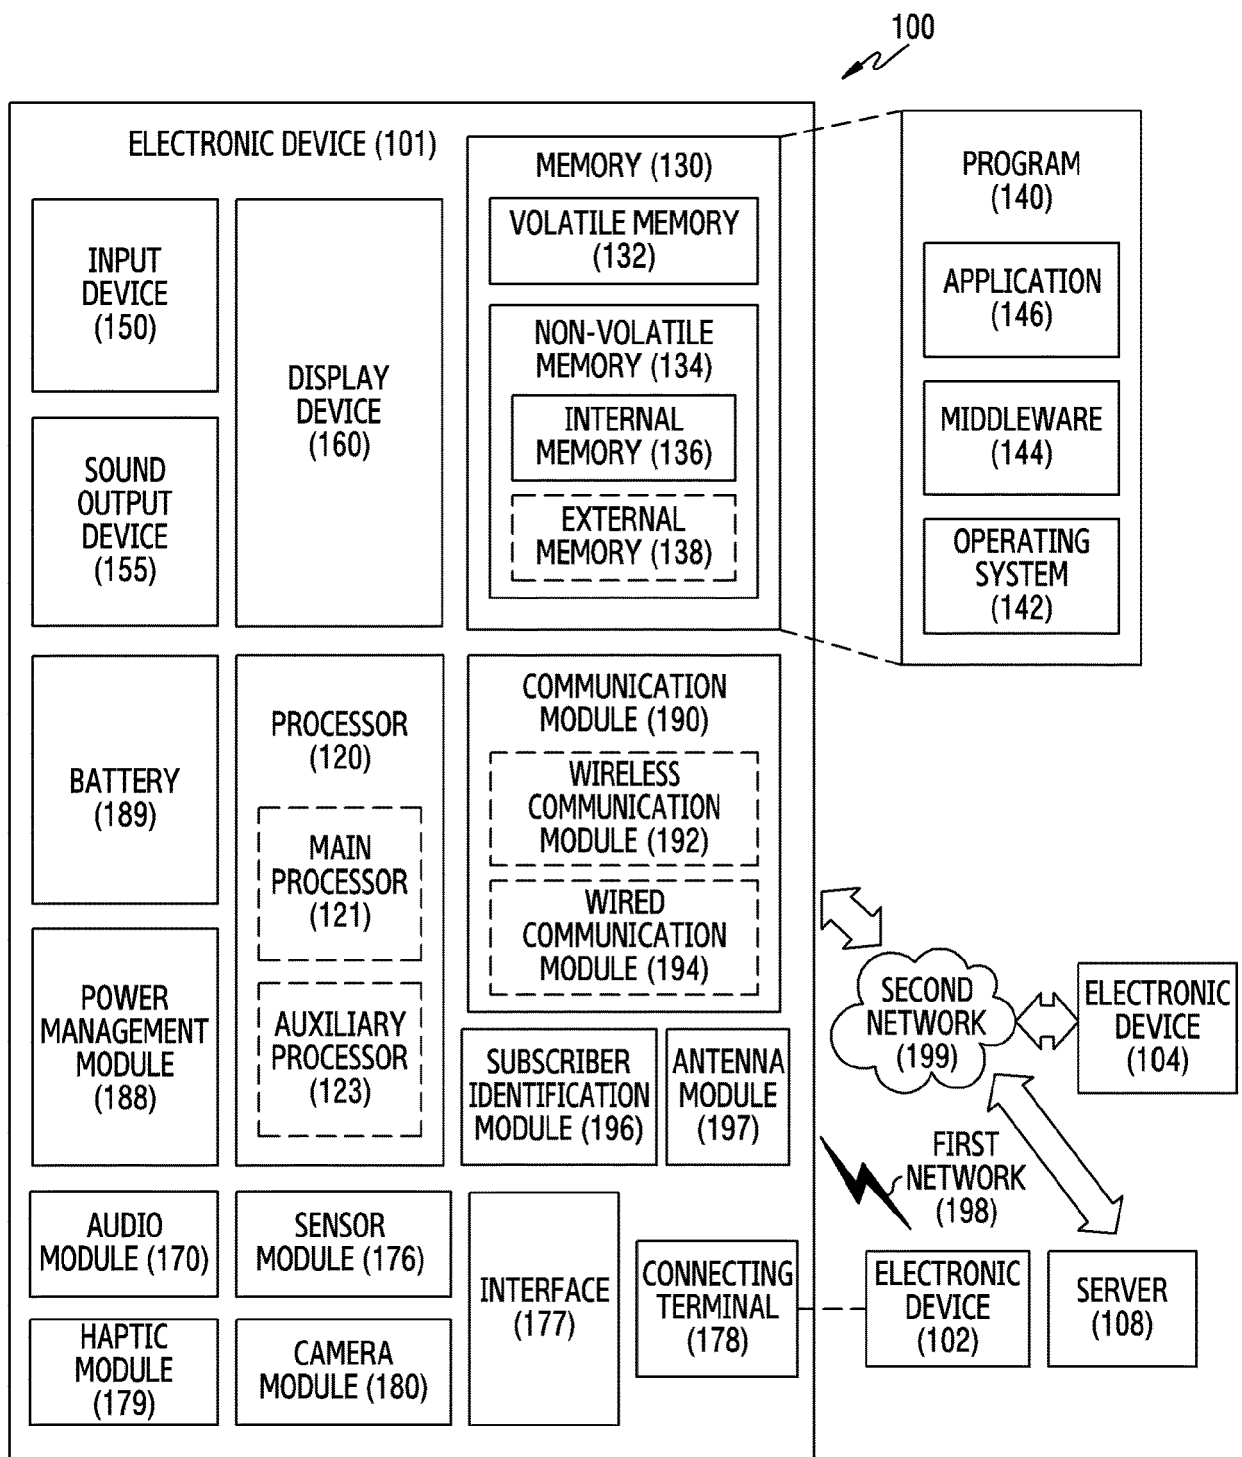 100
ELECTRONIC DEVICE (101)
INPUT
DEVICE
(150)
SOUND
OUTPUT
DEVICE
(155)
DISPLAY
DEVICE
(160)
MEMORY (130)
VOLATILE MEMORY
(132)
NON-VOLATILE
MEMORY (134)
INTERNAL
MEMORY (136)
EXTERNAL
MEMORY (138)
PROGRAM
(140)
APPLICATION
(146)
MIDDLEWARE
(144)
OPERATING
SYSTEM
(142)
BATTERY
(189)
POWER
MANAGEMENT
MODULE
(188)
PROCESSOR
(120)
MAIN
PROCESSOR
(121)
AUXILIARY
PROCESSOR
(123)
COMMUNICATION
MODULE (190)
WIRELESS
COMMUNICATION
MODULE (192)
WIRED
COMMUNICATION
MODULE (194)
SUBSCRIBER
IDENTIFICATION
MODULE (196)
ANTENNA
MODULE
(197)
SECOND
NETWORK
(199)
ELECTRONIC
DEVICE
(104)
FIRST
NETWORK
(198)
AUDIO
MODULE (170)
SENSOR
MODULE (176)
HAPTIC
MODULE
(179)
CAMERA
MODULE (180)
INTERFACE
(177)
CONNECTING
TERMINAL
(178)
ELECTRONIC
DEVICE
(102)
SERVER
(108)